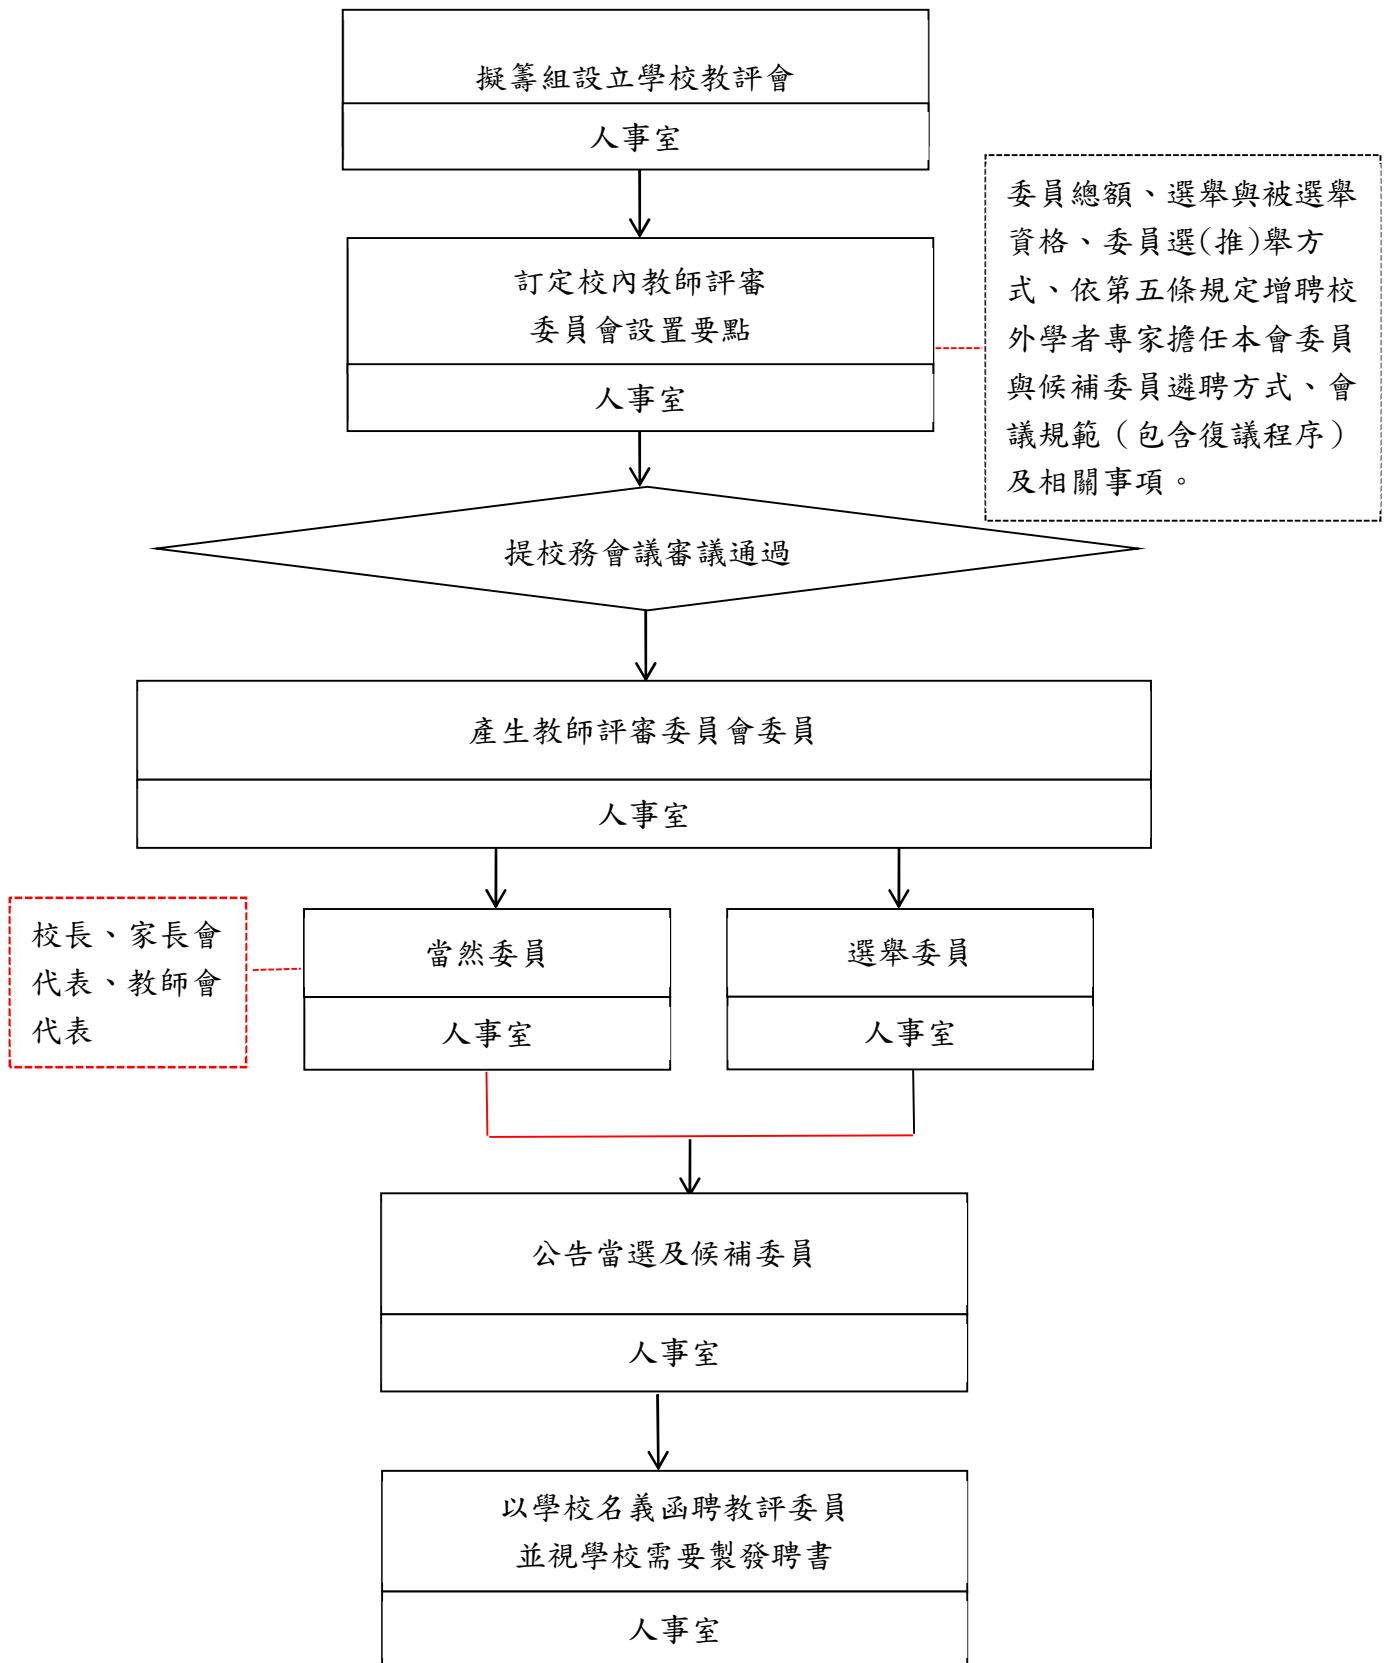 擬籌組設立學校教評會
人事室
訂定校內教師評審
委員會設置要點
人事室
委員總額、選舉與被選舉
資格、委員選(推)舉方
式、依第五條規定增聘校
外學者專家擔任本會委員
與候補委員遴聘方式、會
議規範（包含復議程序）
及相關事項。
提校務會議審議通過
產生教師評審委員會委員
人事室
校長、家長會
代表、教師會
代表
當然委員
人事室
選舉委員
人事室
公告當選及候補委員
人事室
以學校名義函聘教評委員
並視學校需要製發聘書
人事室